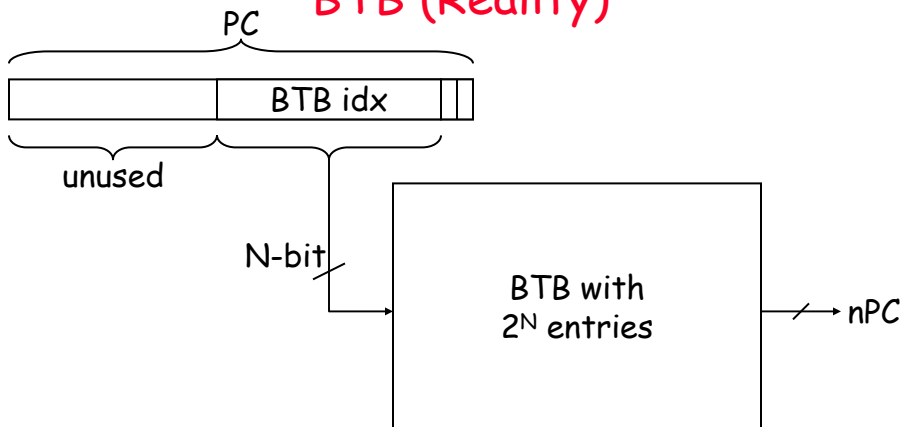 BTB (Reality)
PC
BTB idx
unused
N-bit
BTB with
2ᴺ entries
nPC